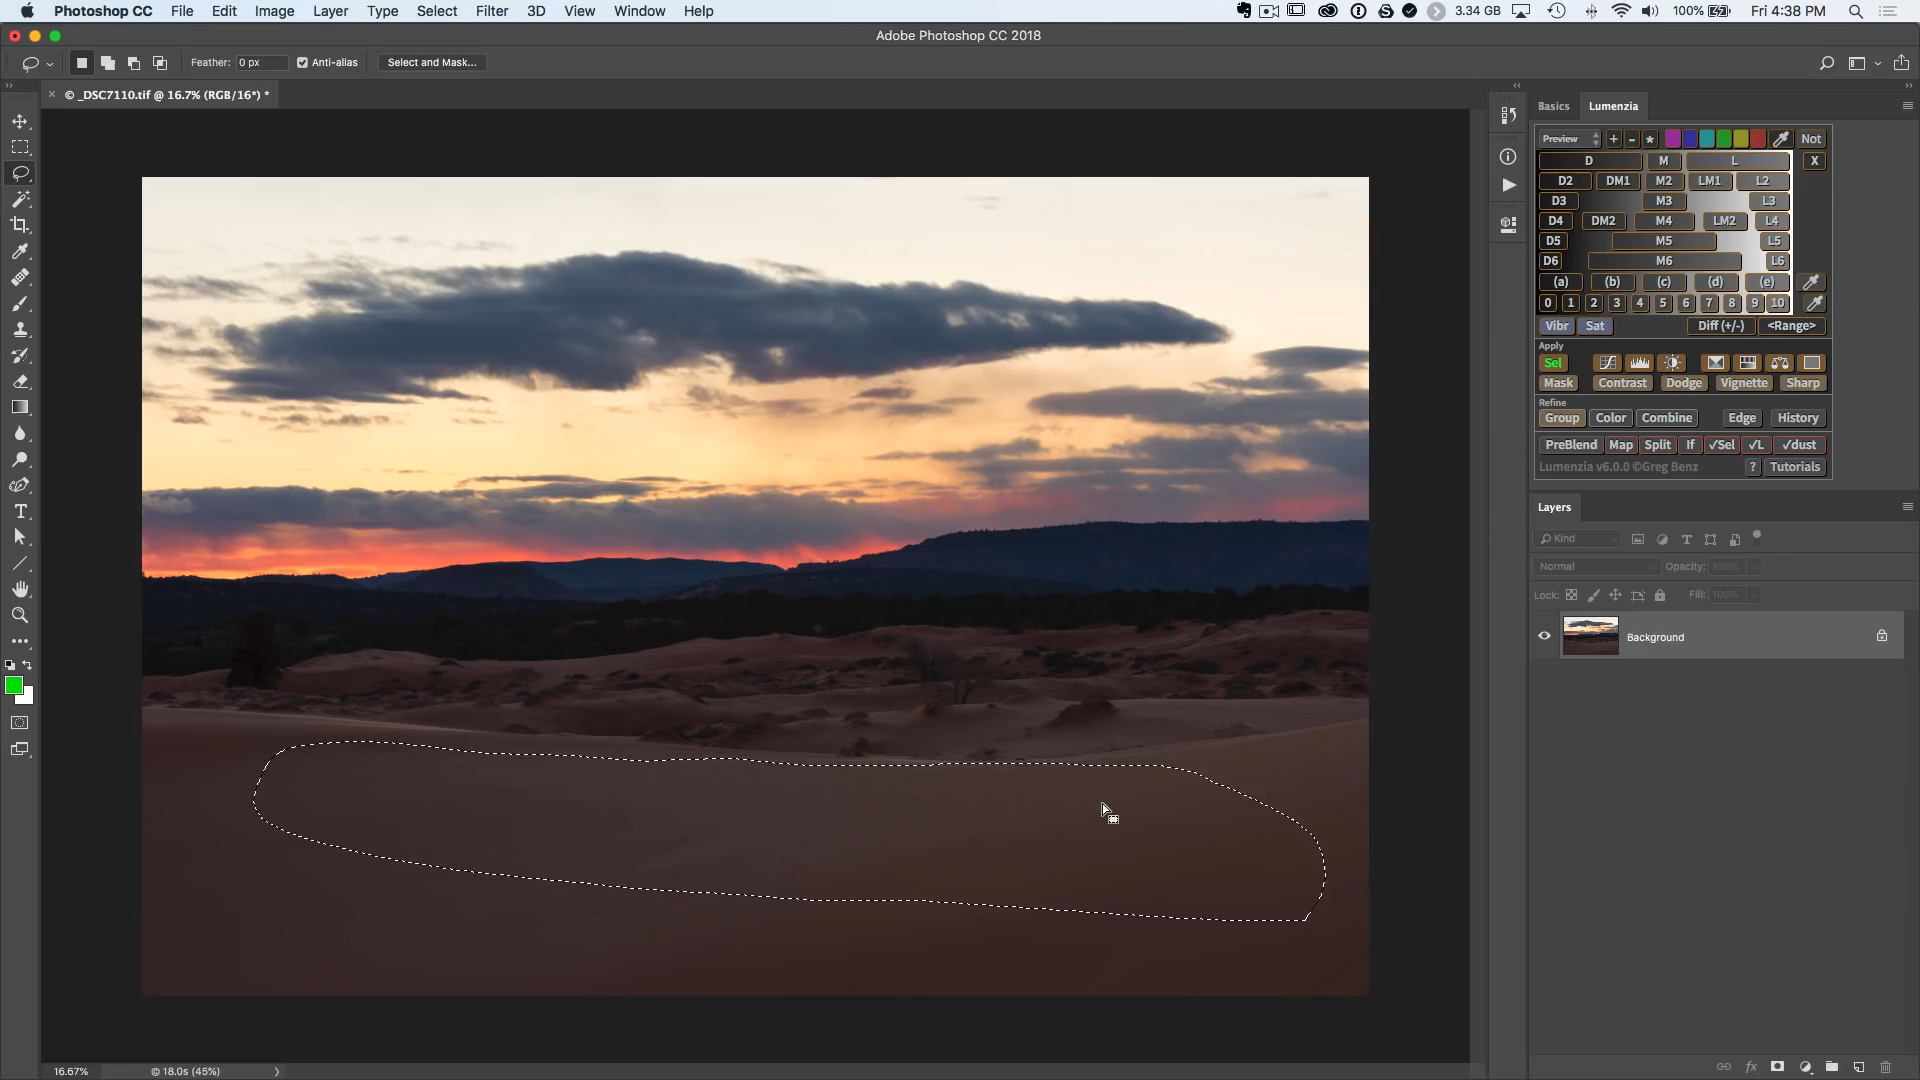 Photoshop CC File Edit Image Layer Type Select Filter 3D View Window Help 3.34 GB 100% Fri 4:38 PM
Adobe Photoshop CC 2018
Feather: 0 px Anti-alias Select and Mask...
© _DSC7110.tif @ 16.7% (RGB/16*) *
Basics Lumenzia
Preview + - * Not
D M L X
D2 DM1 M2 LM1 L2
D3 M3 L3
D4 DM2 M4 LM2 L4
D5 M5 L5
D6 M6 L6
(a) (b) (c) (d) (e)
0 1 2 3 4 5 6 7 8 9 10
Vibr Sat Diff (+/-) <Range>
Apply
Sel
Mask Contrast Dodge Vignette Sharp
Refine
Group Color Combine Edge History
PreBlend Map Split If √Sel √L √dust
Lumenzia v6.0.0 ©Greg Benz ? Tutorials
Layers
Kind
Normal Opacity: 100%
Lock: Fill: 100%
Background
16.67% © 18.0s (45%)